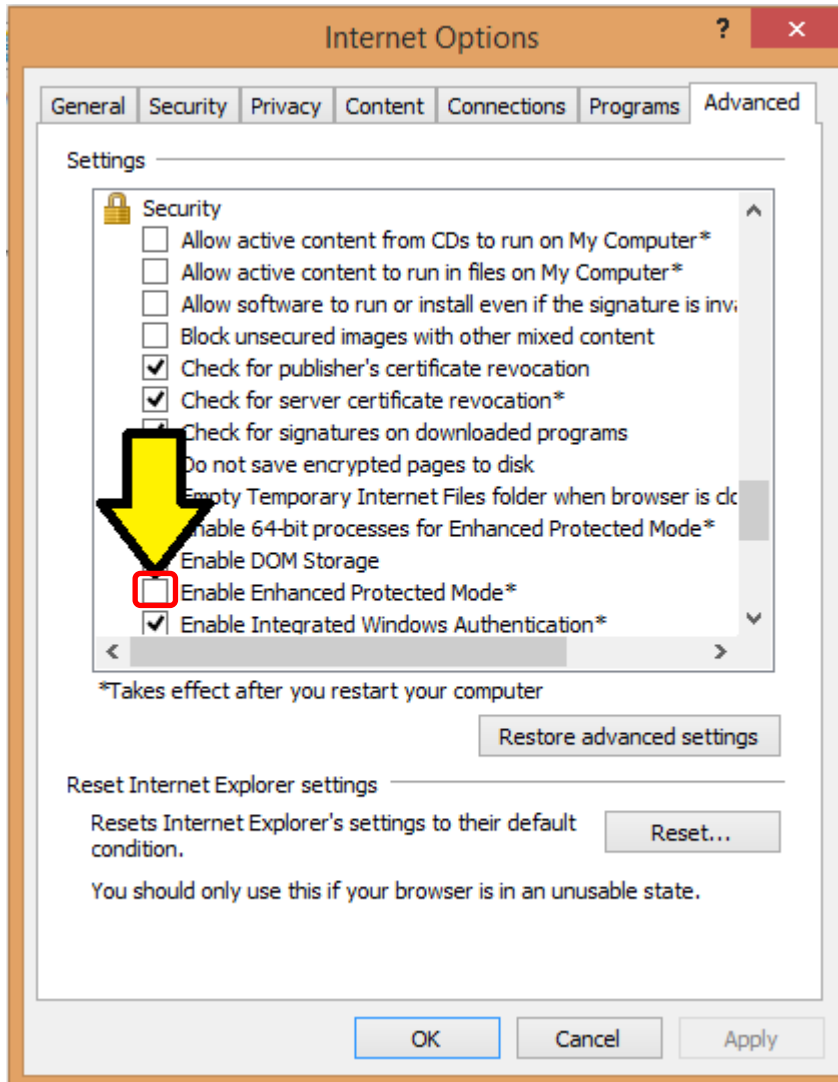 Internet Options
?
General Security Privacy Content Connections Programs Advanced
Settings
Security
Allow active content from CDs to run on My Computer*
Allow active content to run in files on My Computer*
Allow software to run or install even if the signature is
Block unsecured images with other mixed content
Check for publisher's certificate revocation
Check for server certificate revocation*
Check for signatures on downloaded programs
Do not save encrypted pages to disk
Empty Temporary Internet Files folder when browser is
Enable 64-bit processes for Enhanced Protected Mode*
Enable DOM Storage
Enable Enhanced Protected Mode*
Enable Integrated Windows Authentication*
*Takes effect after you restart your computer
Restore advanced settings
Reset Internet Explorer settings
Resets Internet Explorer's settings to their default
condition.
Reset...
You should only use this if your browser is in an unusable state.
OK Cancel Apply